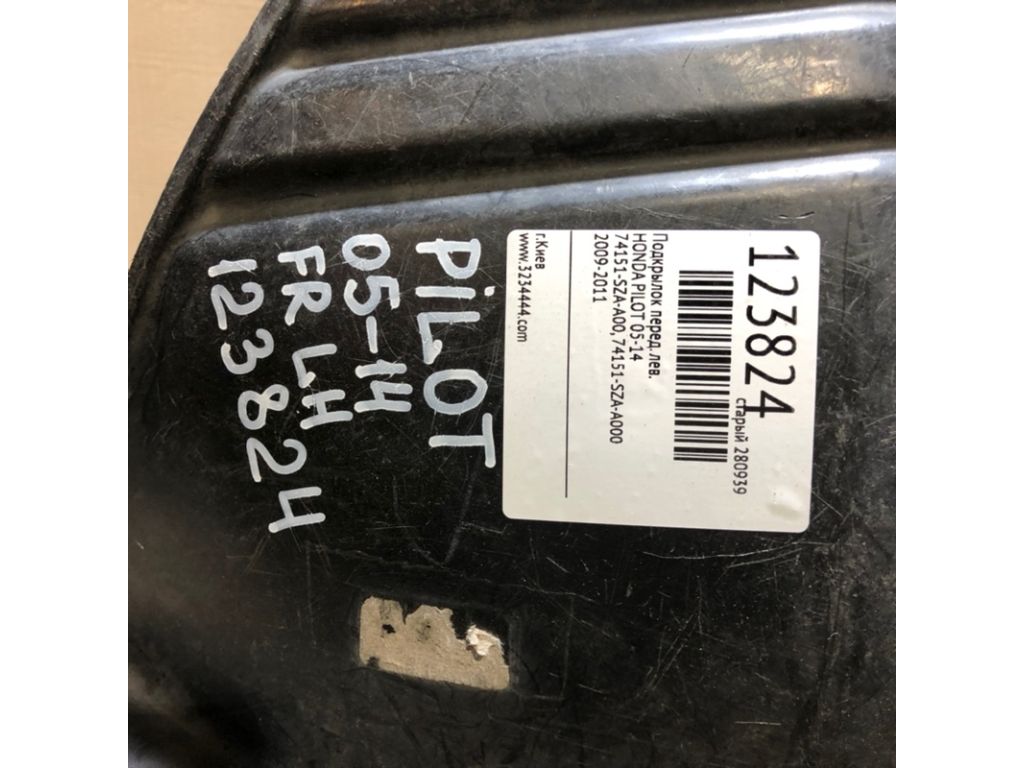 123824
старый 280939
Подкрылок перед. лев.
HONDA PILOT 05-14
74151-SZA-A00,74151-SZA-A000
2009-2011
г.Киев
www.3234444.com
PiLOT
05-14
FR LH
123824